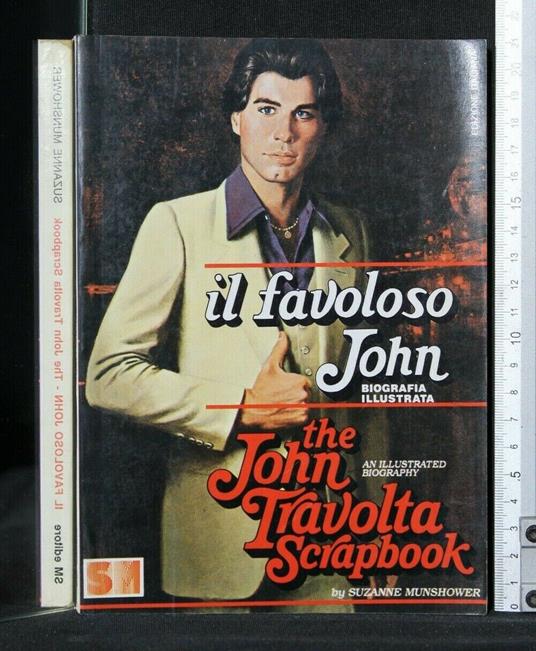 il favoloso
John
BIOGRAFIA
ILLUSTRATA
the
John
AN ILLUSTRATED
BIOGRAPHY
Travolta
Scrapbook
by SUZANNE MUNSHOWER
SM
SM editore IL FAVOLOSO JOHN - The John Travolta Scrapbook SUZANNE MUNSHOWER